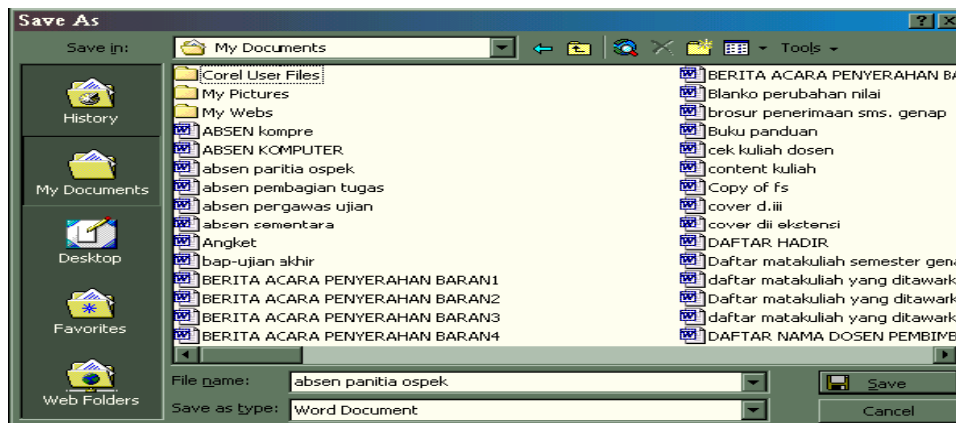 Save As
Save in:
My Documents
Tools
History
My Documents
Desktop
Favorites
Web Folders
Corel User Files
My Pictures
My Webs
ABSEN kompre
ABSEN KOMPUTER
absen paritia ospek
absen pembagian tugas
absen pergawas ujian
absen sementara
Angket
bap-ujian akhir
BERITA ACARA PENYERAHAN BARAN1
BERITA ACARA PENYERAHAN BARAN2
BERITA ACARA PENYERAHAN BARAN3
BERITA ACARA PENYERAHAN BARAN4
BERITA ACARA PENYERAHAN BA
Blanko perubahan nilai
brosur penerimaan sms. genap
Buku panduan
cek kuliah dosen
content kuliah
Copy of fs
cover d.iii
cover dii ekstensi
DAFTAR HADIR
Daftar matakuliah semester gena
daftar matakuliah yang ditawark
Daftar matakuliah yang ditawark
daftar matakuliah yang ditawark
DAFTAR NAMA DOSEN PEMBIMB
File name:
absen panitia ospek
Save
Save as type:
Word Document
Cancel